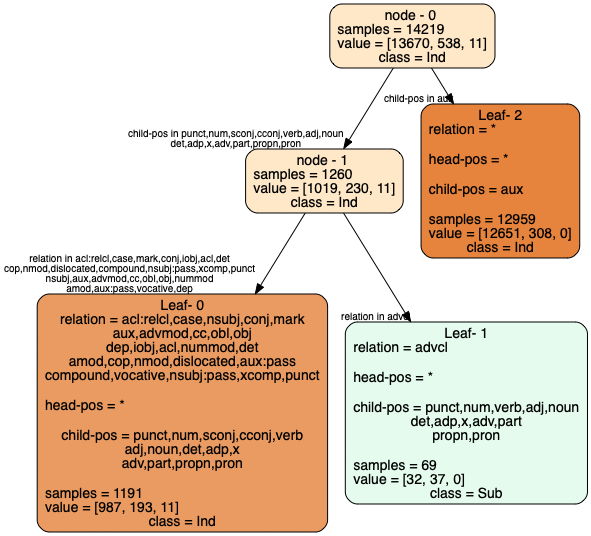 node - 0
samples = 14219
value = [13670, 538, 11]
class = Ind
child-pos in aux
child-pos in punct,num,sconj,cconj,verb,adj,noun
det,adp,x,adv,part,propn,pron
Leaf- 2
relation = *
head-pos = *
child-pos = aux
samples = 12959
value = [12651, 308, 0]
class = Ind
node - 1
samples = 1260
value = [1019, 230, 11]
class = Ind
relation in acl:relcl,case,mark,conj,iobj,acl,det
cop,nmod,dislocated,compound,nsubj:pass,xcomp,punct
nsubj,aux,advmod,cc,obl,obj,nummod
amod,aux:pass,vocative,dep
relation in advcl
Leaf- 0
relation = acl:relcl,case,nsubj,conj,mark
aux,advmod,cc,obl,obj
dep,iobj,acl,nummod,det
amod,cop,nmod,dislocated,aux:pass
compound,vocative,nsubj:pass,xcomp,punct
head-pos = *
child-pos = punct,num,sconj,cconj,verb
adj,noun,det,adp,x
adv,part,propn,pron
samples = 1191
value = [987, 193, 11]
class = Ind
Leaf- 1
relation = advcl
head-pos = *
child-pos = punct,num,verb,adj,noun
det,adp,x,adv,part
propn,pron
samples = 69
value = [32, 37, 0]
class = Sub